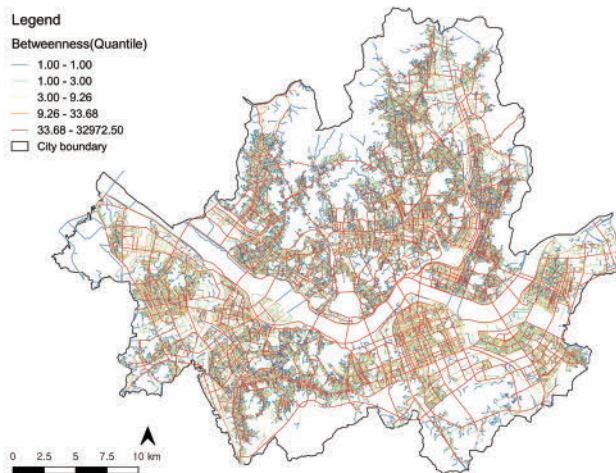 Legend
Betweenness(Quantile)
1.00 - 1.00
1.00 - 3.00
3.00 - 9.26
9.26 - 33.68
33.68 - 32972.50
City boundary
0 2.5 5 7.5 10 km